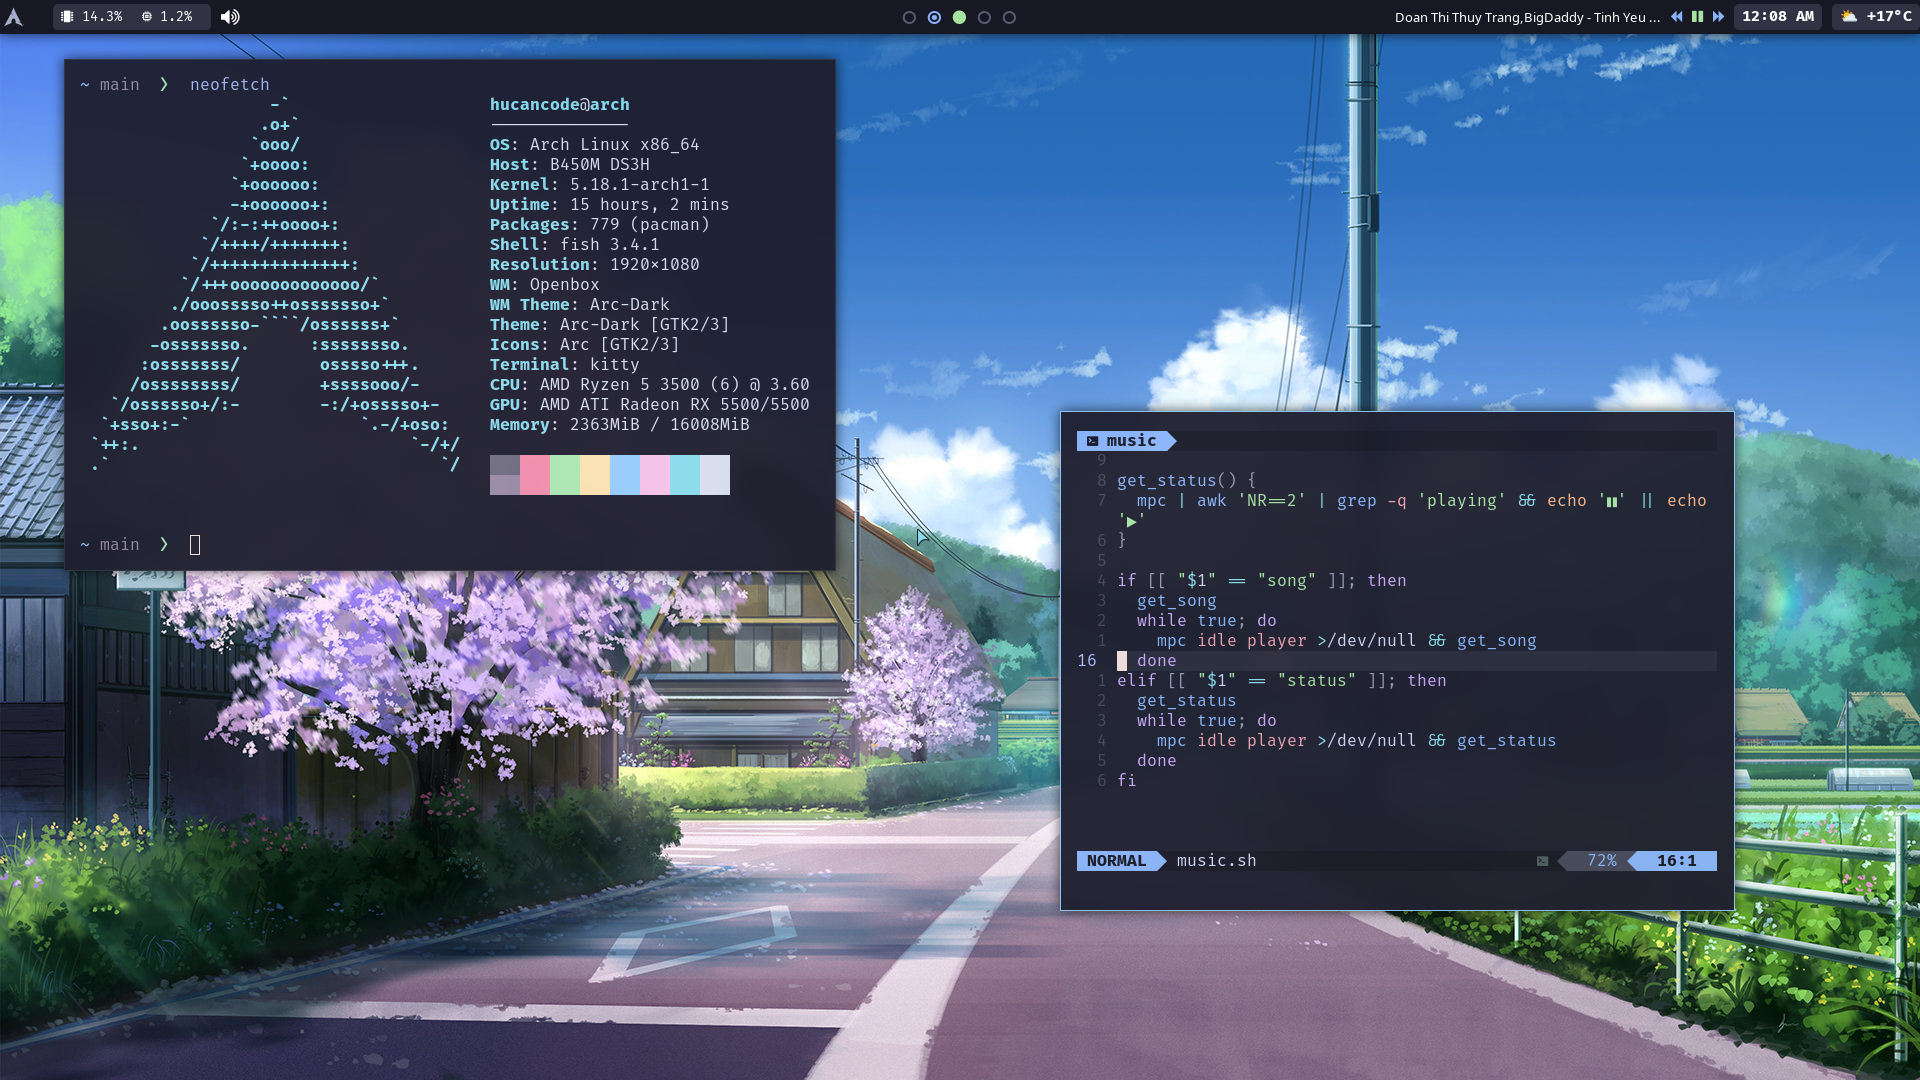 14.3% 1.2%
Doan Thi Thuy Trang,BigDaddy - Tinh Yeu ... 12:08 AM +17°C
~ main ❯ neofetch
-`
.o+`
`ooo/
`+oooo:
`+oooooo:
-+oooooo+:
`/:-:++oooo+:
`/++++/+++++++:
`/++++++++++++++:
`/+++ooooooooooooo/`
./ooosssso++osssssso+`
.oossssso-````/ossssss+`
-osssssso. :ssssssso.
:osssssss/ osssso+++.
/ossssssss/ +ssssooo/-
`/ossssso+/:- -:/+osssso+-
`+sso+:-` `.-/+oso:
`++:. `-/+/
.` `/
hucancode@arch
--------------
OS: Arch Linux x86_64
Host: B450M DS3H
Kernel: 5.18.1-arch1-1
Uptime: 15 hours, 2 mins
Packages: 779 (pacman)
Shell: fish 3.4.1
Resolution: 1920×1080
WM: Openbox
WM Theme: Arc-Dark
Theme: Arc-Dark [GTK2/3]
Icons: Arc [GTK2/3]
Terminal: kitty
CPU: AMD Ryzen 5 3500 (6) @ 3.60
GPU: AMD ATI Radeon RX 5500/5500
Memory: 2363MiB / 16008MiB
~ main ❯
music
9
8 get_status() {
7 mpc | awk 'NR==2' | grep -q 'playing' && echo '▮▮' || echo
'▶'
6 }
5
4 if [[ "$1" == "song" ]]; then
3 get_song
2 while true; do
1 mpc idle player >/dev/null && get_song
16 done
1 elif [[ "$1" == "status" ]]; then
2 get_status
3 while true; do
4 mpc idle player >/dev/null && get_status
5 done
6 fi
NORMAL music.sh 72% 16:1